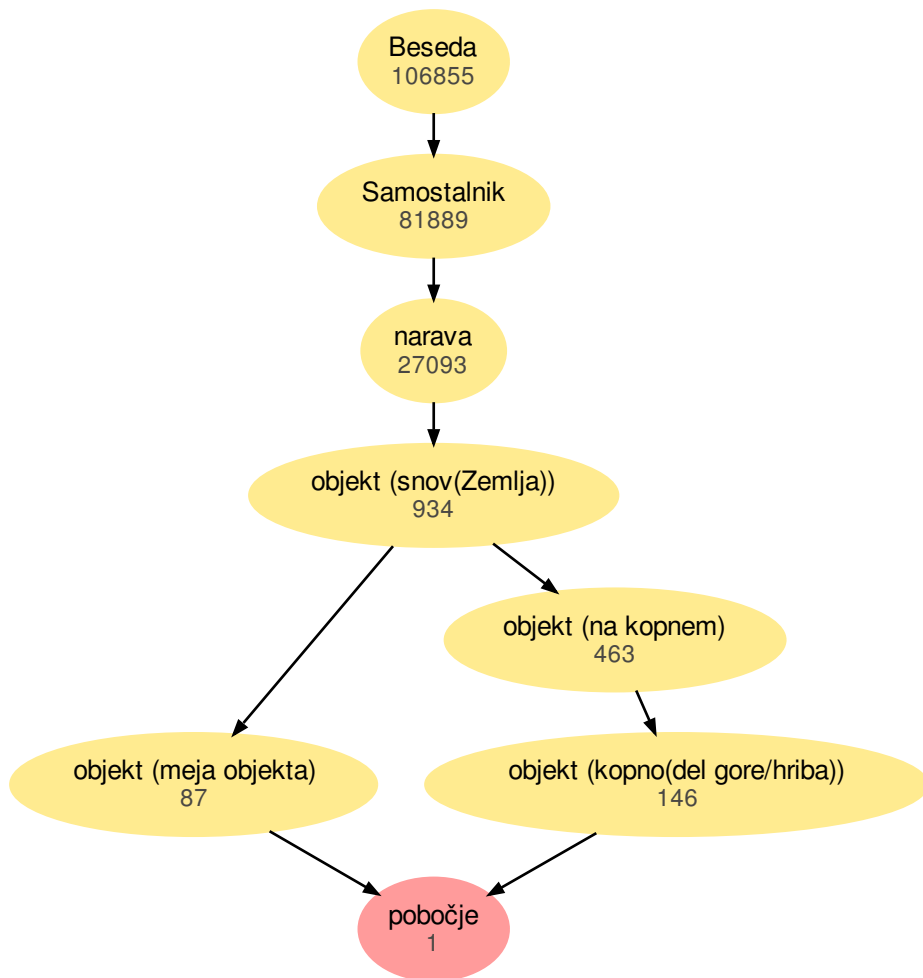 Beseda
106855
Samostalnik
81889
narava
27093
objekt (snov(Zemlja))
934
objekt (na kopnem)
463
objekt (meja objekta)
87
objekt (kopno(del gore/hriba))
146
pobočje
1